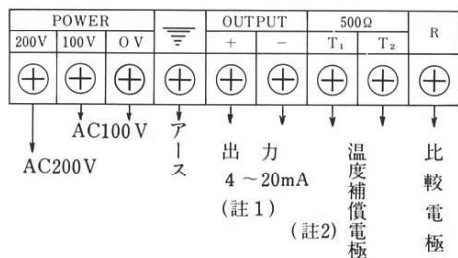 POWER OUTPUT 500Ω R
200V 100V OV + − T₁ T₂
AC100V
AC200V
アース
出力
4～20mA
(註1)
温度補償電極
(註2)
比較電極